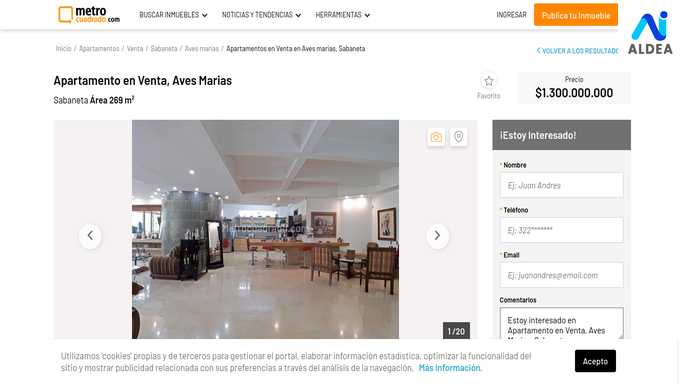 metro
cuadrado.com
BUSCAR INMUEBLES
NOTICIAS Y TENDENCIAS
HERRAMIENTAS
INGRESAR
Publica tu Inmueble
ALDEA
Inicio / Apartamentos / Venta / Sabaneta / Aves marias / Apartamentos en Venta en Aves marias, Sabaneta
VOLVER A LOS RESULTADO
Apartamento en Venta, Aves Marias
Sabaneta Área 269 m²
Favorito
Precio
$1.300.000.000
1 / 20
¡Estoy Interesado!
* Nombre
Ej: Juan Andres
* Teléfono
Ej: 322*******
* Email
Ej: juanandres@email.com
Comentarios
Estoy interesado en
Apartamento en Venta, Aves
Utilizamos 'cookies' propias y de terceros para gestionar el portal, elaborar información estadística, optimizar la funcionalidad del
sitio y mostrar publicidad relacionada con sus preferencias a través del análisis de la navegación. Más información.
Acepto